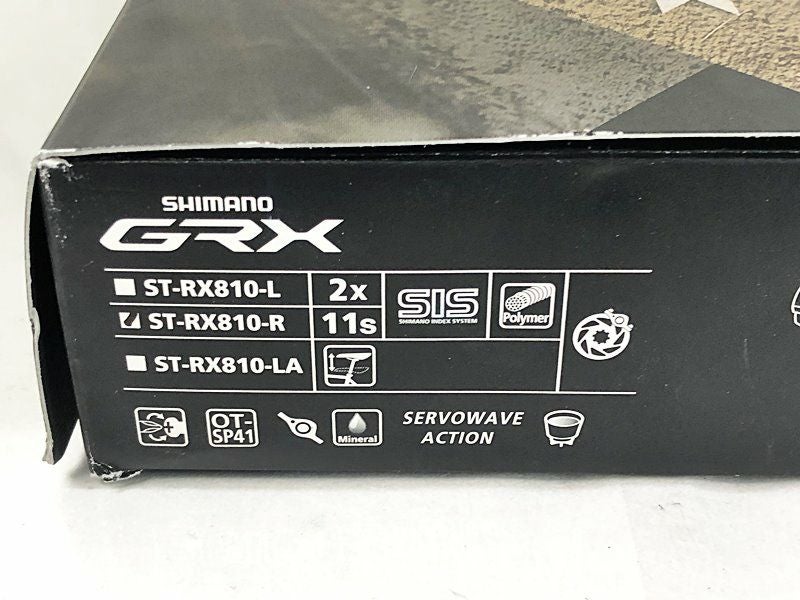 SHIMANO
GRX
ST-RX810-L 2x
ST-RX810-R 11s
SIS
SHIMANO INDEX SYSTEM
Polymer
ST-RX810-LA
OT-
SP41
Mineral
SERVOWAVE
ACTION